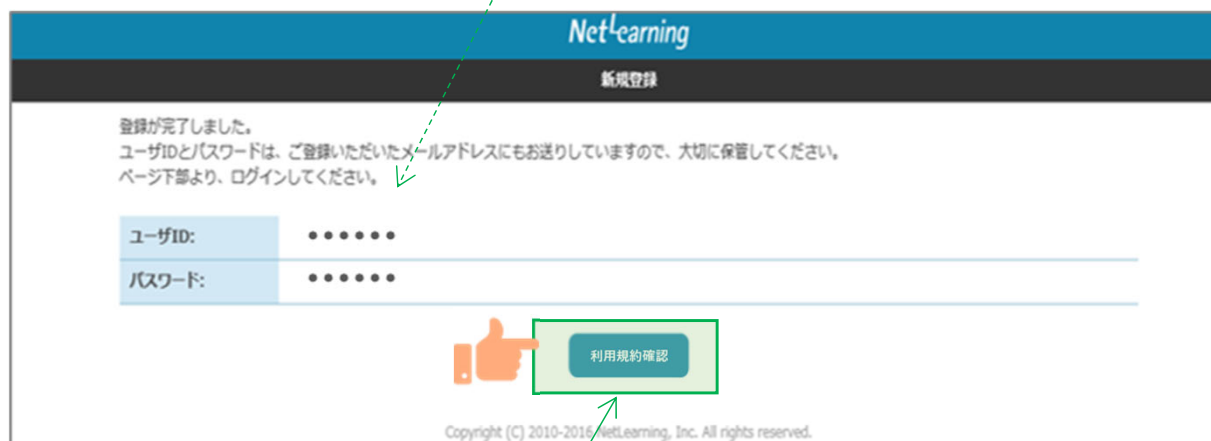 NetLearning
新規登録
登録が完了しました。
ユーザIDとパスワードは、ご登録いただいたメールアドレスにもお送りしていますので、大切に保管してください。
ページ下部より、ログインしてください。
ユーザID: ●●●●●●
パスワード: ●●●●●●
利用規約確認
Copyright (C) 2010-2016 NetLearning, Inc. All rights reserved.